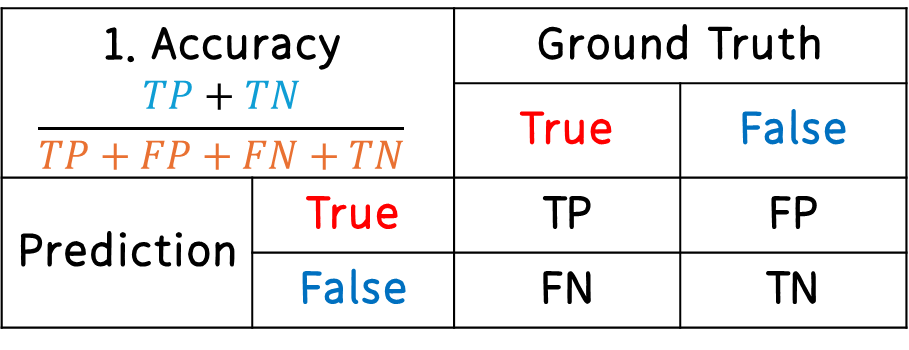 1. Accuracy
TP + TN
TP + FP + FN + TN
Ground Truth
True False
Prediction
True TP FP
False FN TN